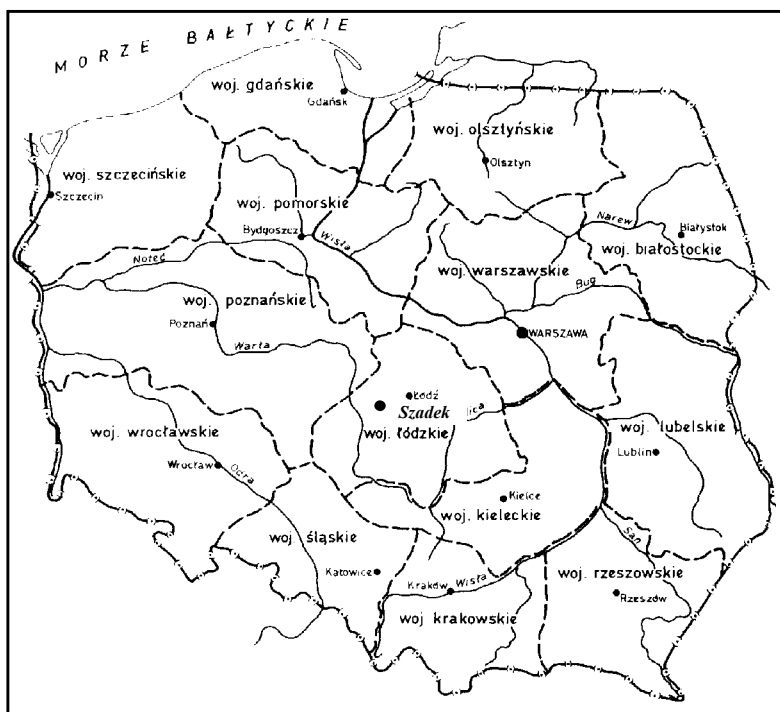 MORZE BAŁTYCKIE
woj. gdańskie
Gdańsk
woj. olsztyńskie
Olsztyn
woj. szczecińskie
Szczecin
woj. pomorskie
Bydgoszcz
Wisła
Narew
Białystok
woj. białostockie
Noteć
woj. warszawskie
Bug
woj. poznańskie
Poznań
WARSZAWA
Warta
Łódź
Szadek
lica
woj. łódzkie
woj. wrocławskie
Wrocław
Odra
woj. lubelskie
Lublin
Kielce
woj. kieleckie
woj. śląskie
Katowice
San
Kraków
Wisła
woj. rzeszowskie
Rzeszów
woj. krakowskie